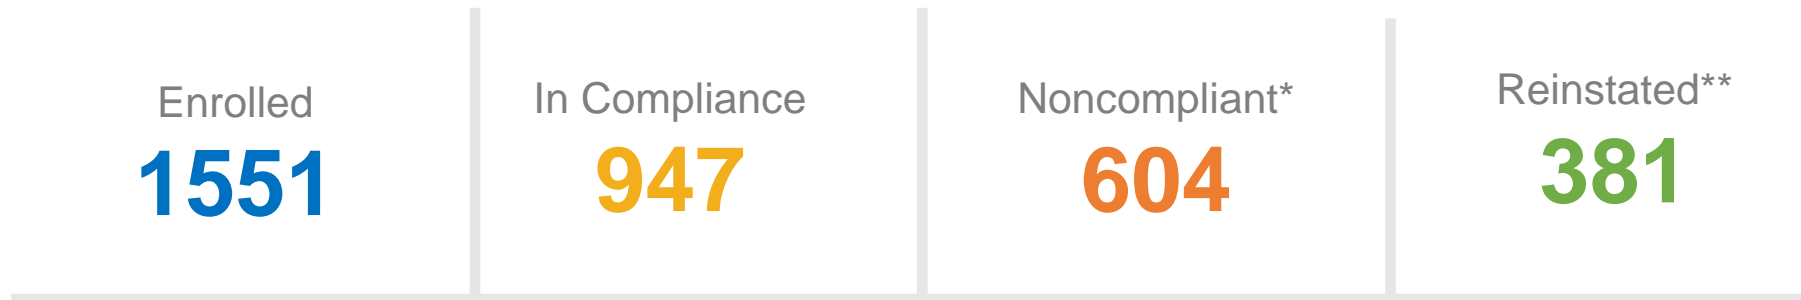 Enrolled
1551
In Compliance
947
Noncompliant*
604
Reinstated**
381